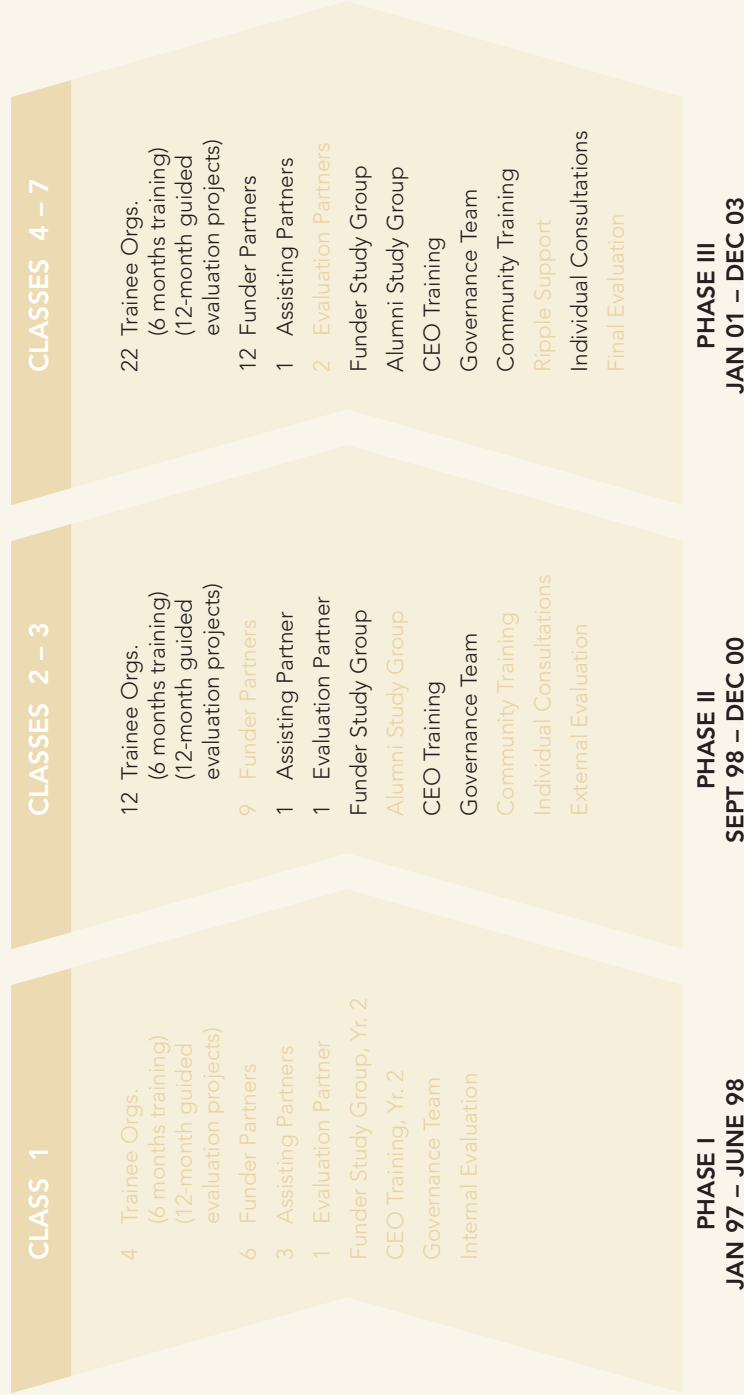 CLASS 1
4 Trainee Orgs.
(6 months training)
(12-month guided
evaluation projects)
6 Funder Partners
3 Assisting Partners
1 Evaluation Partner
Funder Study Group, Yr. 2
CEO Training, Yr. 2
Governance Team
Internal Evaluation
PHASE I
JAN 97 – JUNE 98
CLASSES 2 – 3
12 Trainee Orgs.
(6 months training)
(12-month guided
evaluation projects)
9 Funder Partners
1 Assisting Partner
1 Evaluation Partner
Funder Study Group
Alumni Study Group
CEO Training
Governance Team
Community Training
Individual Consultations
External Evaluation
PHASE II
SEPT 98 – DEC 00
CLASSES 4 – 7
22 Trainee Orgs.
(6 months training)
(12-month guided
evaluation projects)
12 Funder Partners
1 Assisting Partners
2 Evaluation Partners
Funder Study Group
Alumni Study Group
CEO Training
Governance Team
Community Training
Ripple Support
Individual Consultations
Final Evaluation
PHASE III
JAN 01 – DEC 03